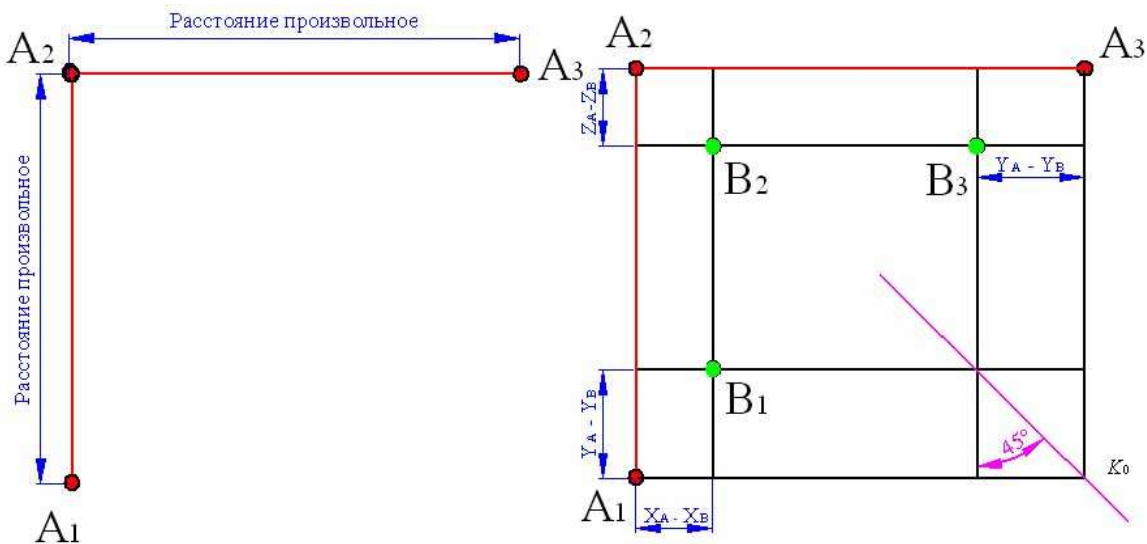 Расстояние произвольное
A2
A3
Расстояние произвольное
A1
A2
A3
ZA-ZB
B2
B3
YA - YB
B1
YA - YB
45°
K0
A1
XA - XB